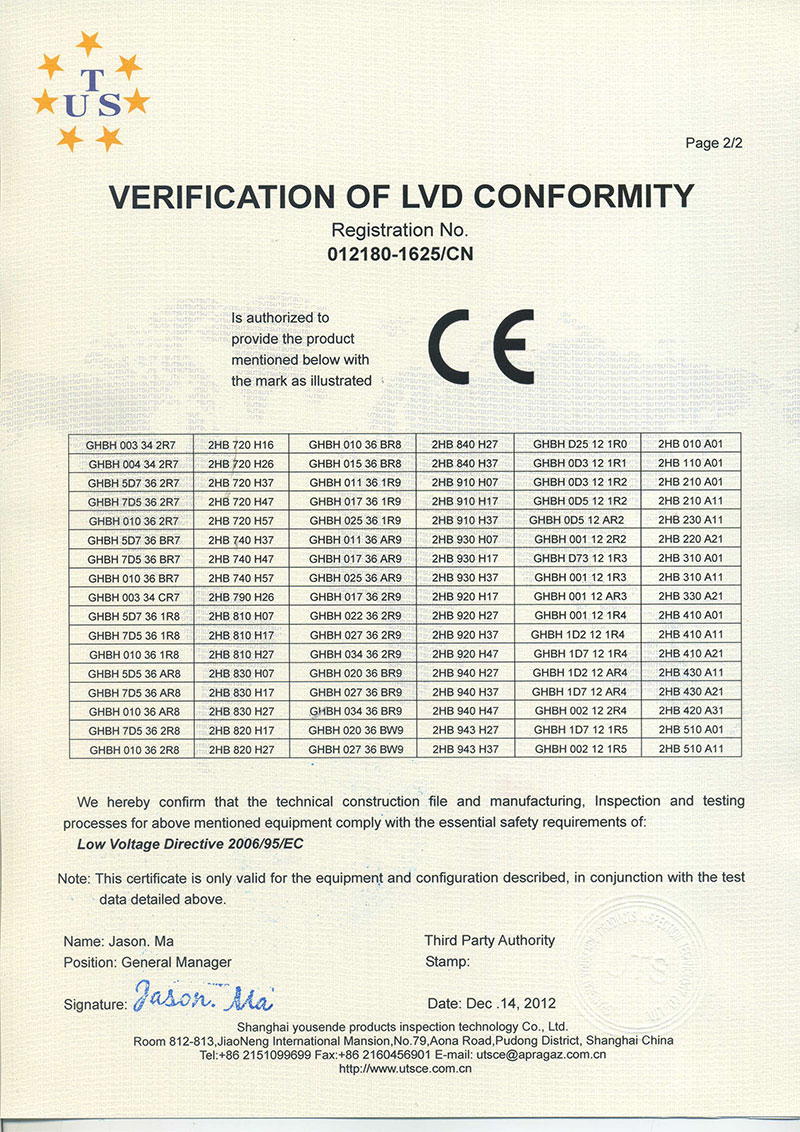 T
US
Page 2/2
VERIFICATION OF LVD CONFORMITY
Registration No.
012180-1625/CN
Is authorized to
provide the product
mentioned below with
the mark as illustrated
CE
GHBH 003 34 2R7 2HB 720 H16 GHBH 010 36 BR8 2HB 840 H27 GHBH D25 12 1R0 2HB 010 A01
GHBH 004 34 2R7 2HB 720 H26 GHBH 015 36 BR8 2HB 840 H37 GHBH 0D3 12 1R1 2HB 110 A01
GHBH 5D7 36 2R7 2HB 720 H37 GHBH 011 36 1R9 2HB 910 H07 GHBH 0D3 12 1R2 2HB 210 A01
GHBH 7D5 36 2R7 2HB 720 H47 GHBH 017 36 1R9 2HB 910 H17 GHBH 0D5 12 1R2 2HB 210 A11
GHBH 010 36 2R7 2HB 720 H57 GHBH 025 36 1R9 2HB 910 H37 GHBH 0D5 12 AR2 2HB 230 A11
GHBH 5D7 36 BR7 2HB 740 H37 GHBH 011 36 AR9 2HB 930 H07 GHBH 001 12 2R2 2HB 220 A21
GHBH 7D5 36 BR7 2HB 740 H47 GHBH 017 36 AR9 2HB 930 H17 GHBH D73 12 1R3 2HB 310 A01
GHBH 010 36 BR7 2HB 740 H57 GHBH 025 36 AR9 2HB 930 H37 GHBH 001 12 1R3 2HB 310 A11
GHBH 003 34 CR7 2HB 790 H26 GHBH 017 36 2R9 2HB 920 H17 GHBH 001 12 AR3 2HB 330 A21
GHBH 5D7 36 1R8 2HB 810 H07 GHBH 022 36 2R9 2HB 920 H27 GHBH 001 12 1R4 2HB 410 A01
GHBH 7D5 36 1R8 2HB 810 H17 GHBH 027 36 2R9 2HB 920 H37 GHBH 1D2 12 1R4 2HB 410 A11
GHBH 010 36 1R8 2HB 810 H27 GHBH 034 36 2R9 2HB 920 H47 GHBH 1D7 12 1R4 2HB 410 A21
GHBH 5D5 36 AR8 2HB 830 H07 GHBH 020 36 BR9 2HB 940 H27 GHBH 1D2 12 AR4 2HB 430 A11
GHBH 7D5 36 AR8 2HB 830 H17 GHBH 027 36 BR9 2HB 940 H37 GHBH 1D7 12 AR4 2HB 430 A21
GHBH 010 36 AR8 2HB 830 H27 GHBH 034 36 BR9 2HB 940 H47 GHBH 002 12 2R4 2HB 420 A31
GHBH 7D5 36 2R8 2HB 820 H17 GHBH 020 36 BW9 2HB 943 H27 GHBH 1D7 12 1R5 2HB 510 A01
GHBH 010 36 2R8 2HB 820 H27 GHBH 027 36 BW9 2HB 943 H37 GHBH 002 12 1R5 2HB 510 A11
We hereby confirm that the technical construction file and manufacturing, Inspection and testing
processes for above mentioned equipment comply with the essential safety requirements of:
Low Voltage Directive 2006/95/EC
Note: This certificate is only valid for the equipment and configuration described, in conjunction with the test
data detailed above.
Name: Jason. Ma
Position: General Manager
Signature: Jason. Ma
Third Party Authority
Stamp:
Date: Dec .14, 2012
Shanghai yousende products inspection technology Co., Ltd.
Room 812-813,JiaoNeng International Mansion,No.79,Aona Road,Pudong District, Shanghai China
Tel:+86 2151099699 Fax:+86 2160456901 E-mail: utsce@apragaz.com.cn
http://www.utsce.com.cn